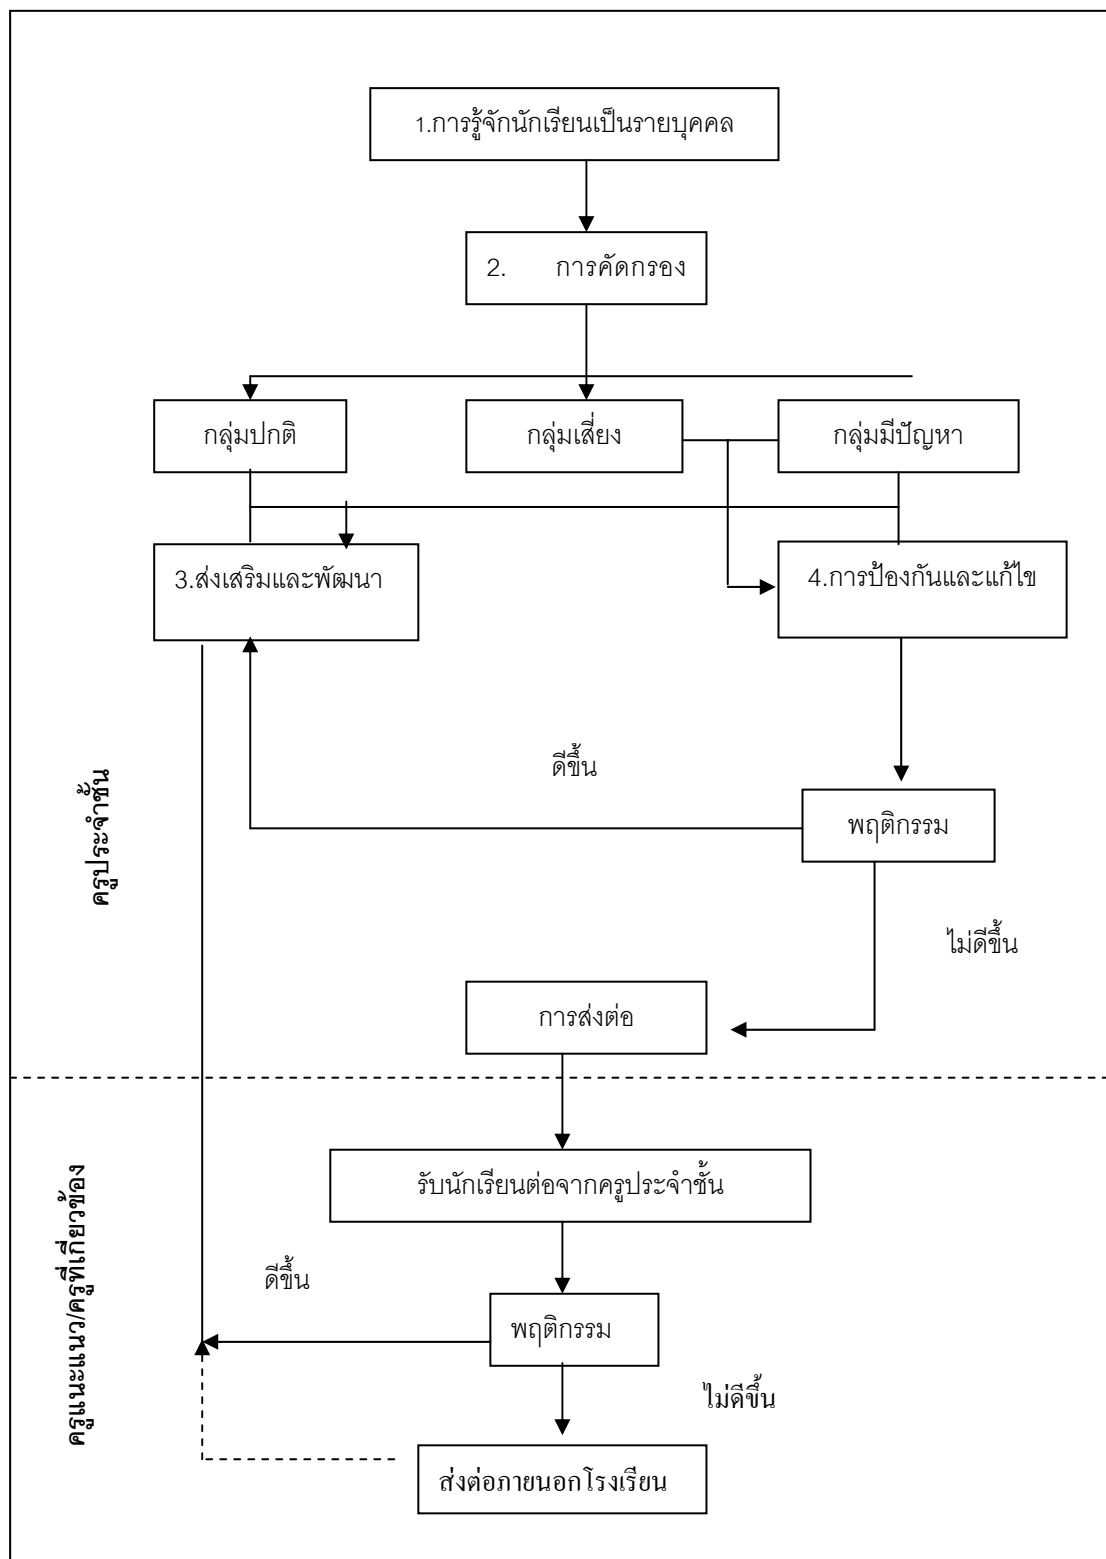 1.การรู้จักนักเรียนเป็นรายบุคคล
2. การคัดกรอง
กลุ่มปกติ
กลุ่มเสี่ยง
กลุ่มมีปัญหา
3.ส่งเสริมและพัฒนา
4.การป้องกันและแก้ไข
ดีขึ้น
ครูประจำชั้น
พฤติกรรม
ไม่ดีขึ้น
การส่งต่อ
รับนักเรียนต่อจากครูประจำชั้น
ครูแนะแนว/ครูที่เกี่ยวข้อง
ดีขึ้น
พฤติกรรม
ไม่ดีขึ้น
ส่งต่อภายนอกโรงเรียน